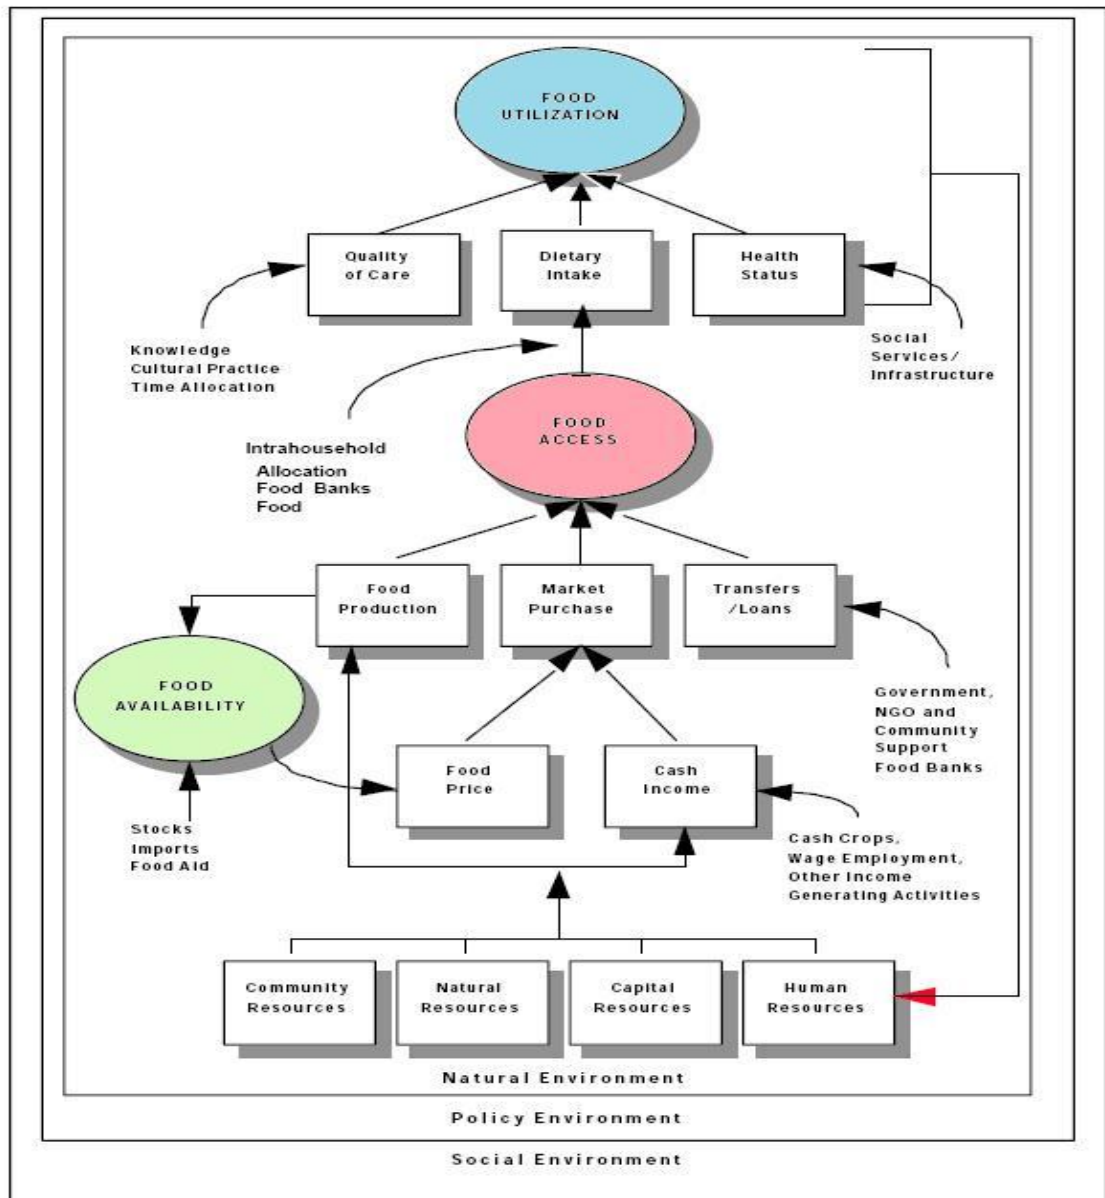 FOOD
UTILIZATION
Quality
of Care
Dietary
Intake
Health
Status
Knowledge
Cultural Practice
Time Allocation
Social
Services/
Infrastructure
FOOD
ACCESS
Intrahousehold
Allocation
Food Banks
Food
Food
Production
Market
Purchase
Transfers
/Loans
FOOD
AVAILABILITY
Government,
NGO and
Community
Support
Food Banks
Food
Price
Cash
Income
Stocks
Imports
Food Aid
Cash Crops,
Wage Employment,
Other Income
Generating Activities
Community
Resources
Natural
Resources
Capital
Resources
Human
Resources
Natural Environment
Policy Environment
Social Environment